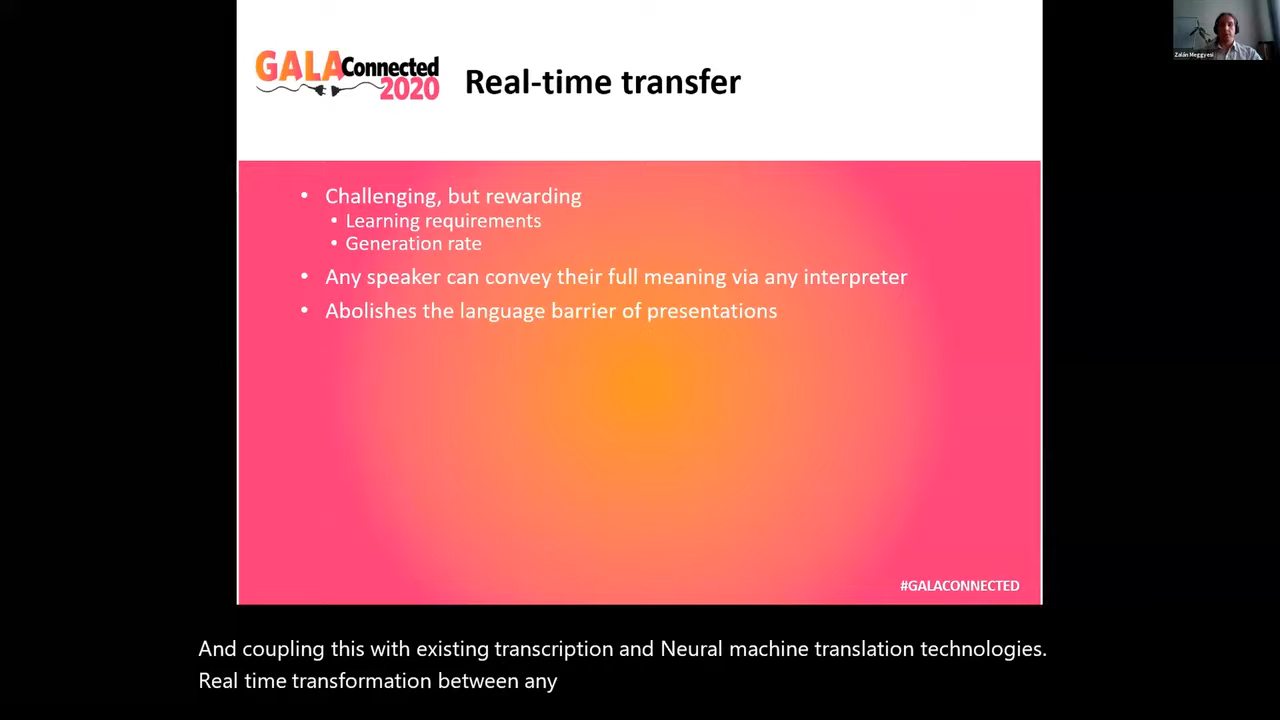 GALA Connected
2020
Real-time transfer
Zalán Meggyesi
• Challenging, but rewarding
• Learning requirements
• Generation rate
• Any speaker can convey their full meaning via any interpreter
• Abolishes the language barrier of presentations
#GALACONNECTED
And coupling this with existing transcription and Neural machine translation technologies.
Real time transformation between any